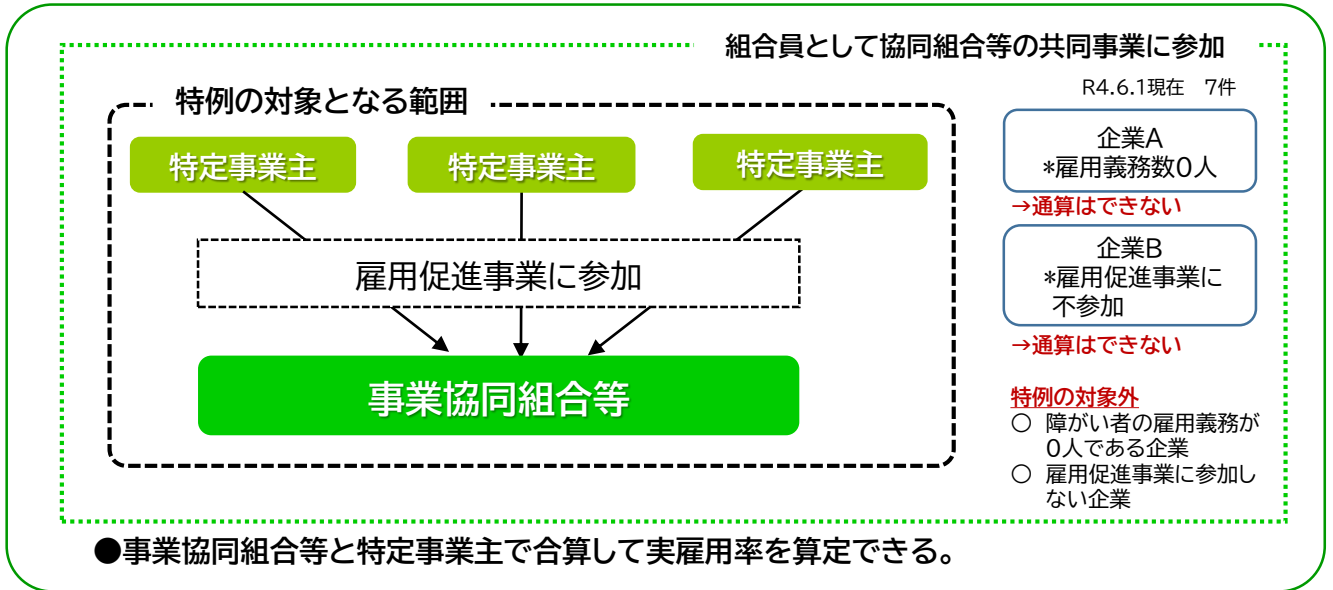 組合員として協同組合等の共同事業に参加
R4.6.1現在　7件
特例の対象となる範囲
特定事業主
特定事業主
特定事業主
雇用促進事業に参加
事業協同組合等
企業A
*雇用義務数0人
→通算はできない
企業B
*雇用促進事業に
不参加
→通算はできない
特例の対象外
○ 障がい者の雇用義務が
0人である企業
○ 雇用促進事業に参加し
ない企業
●事業協同組合等と特定事業主で合算して実雇用率を算定できる。